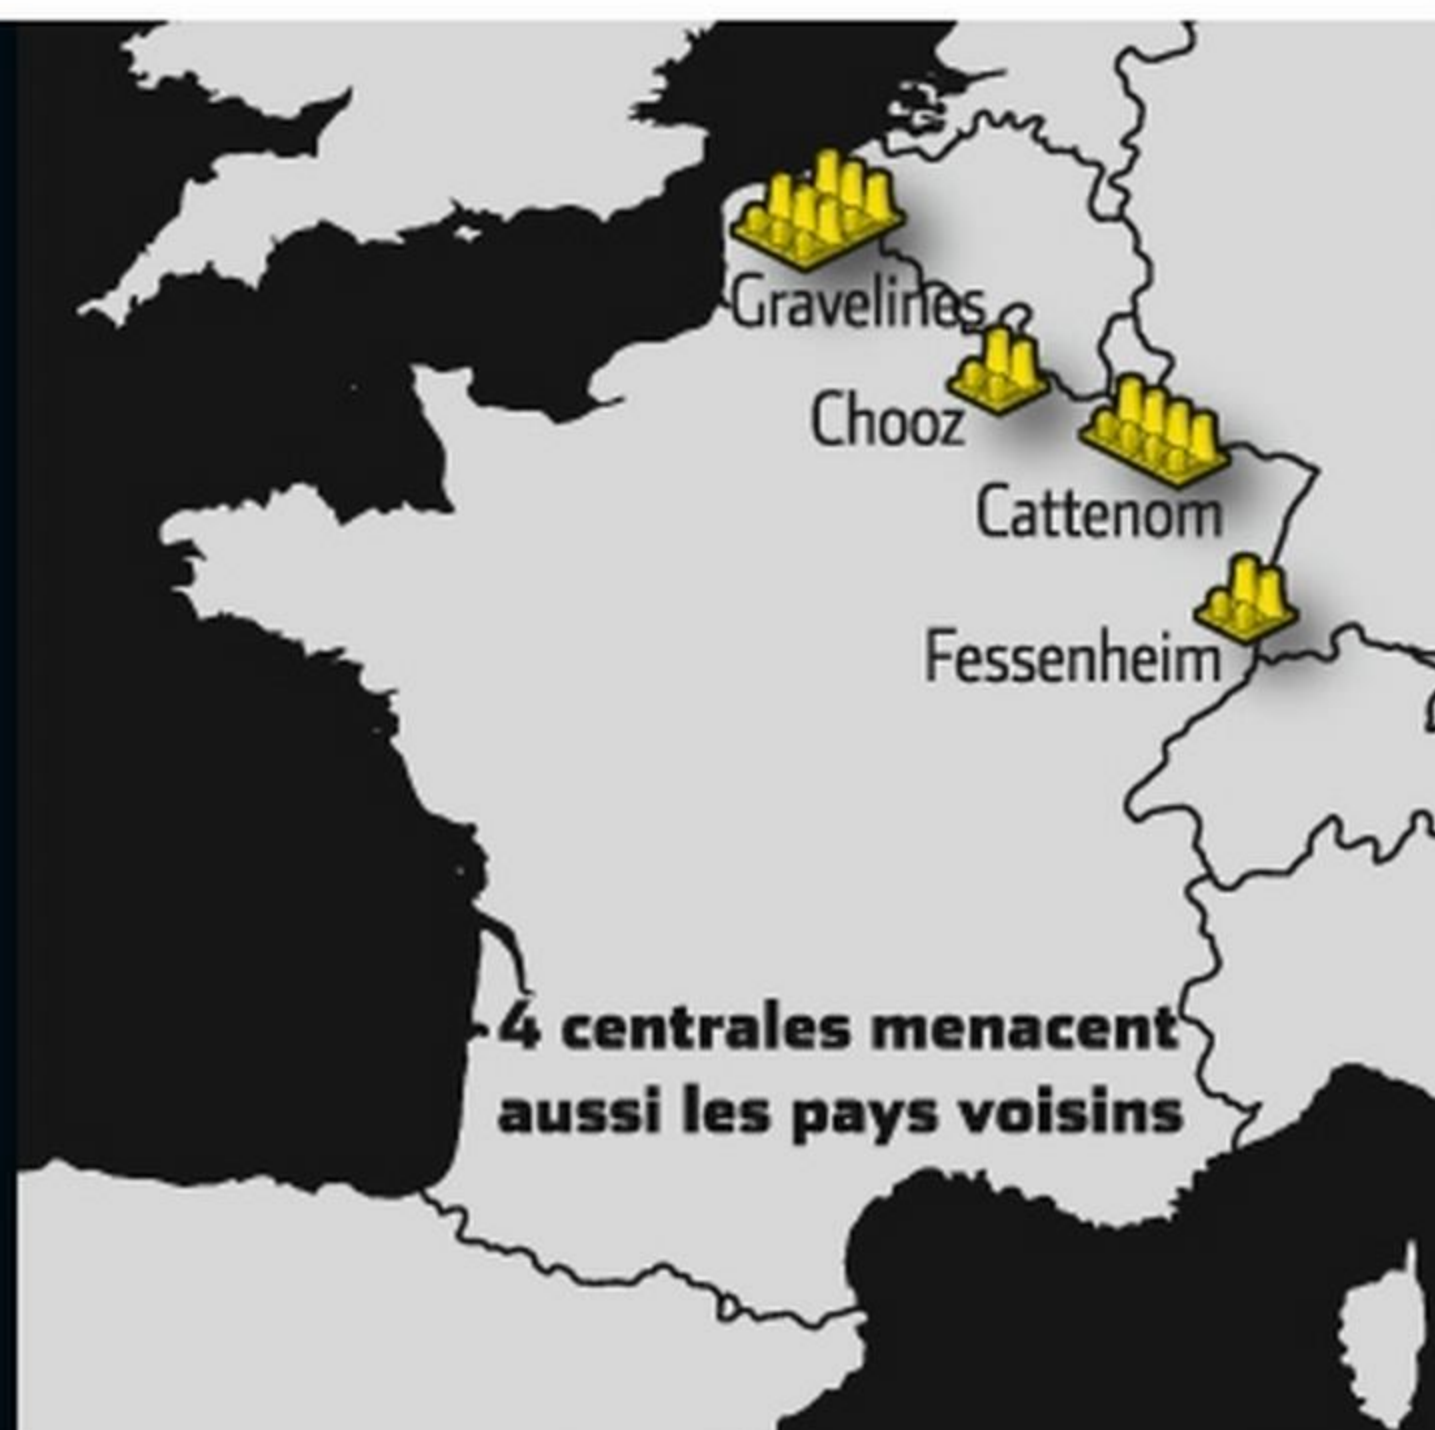 Gravelines
Chooz
Cattenom
Fessenheim
4 centrales menacent
aussi les pays voisins